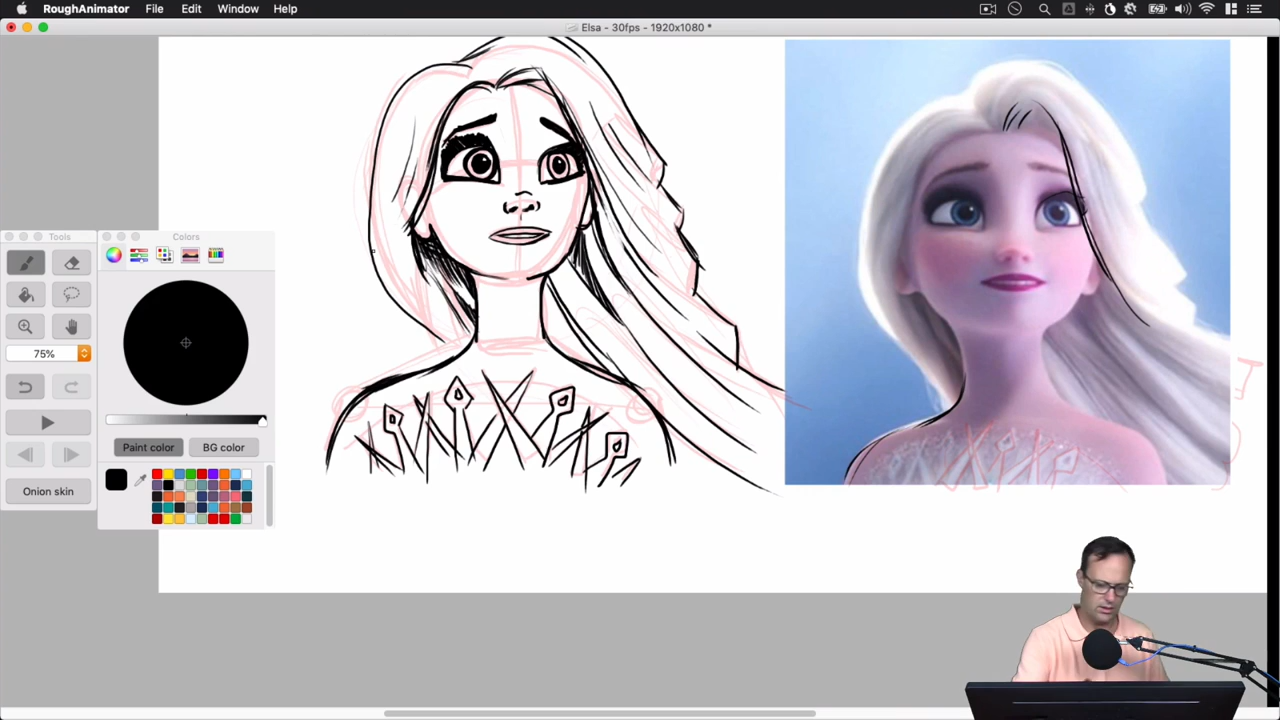 RoughAnimator File Edit Window Help
Elsa - 30fps - 1920x1080 *
Tools
Colors
75%
Paint color
BG color
Onion skin